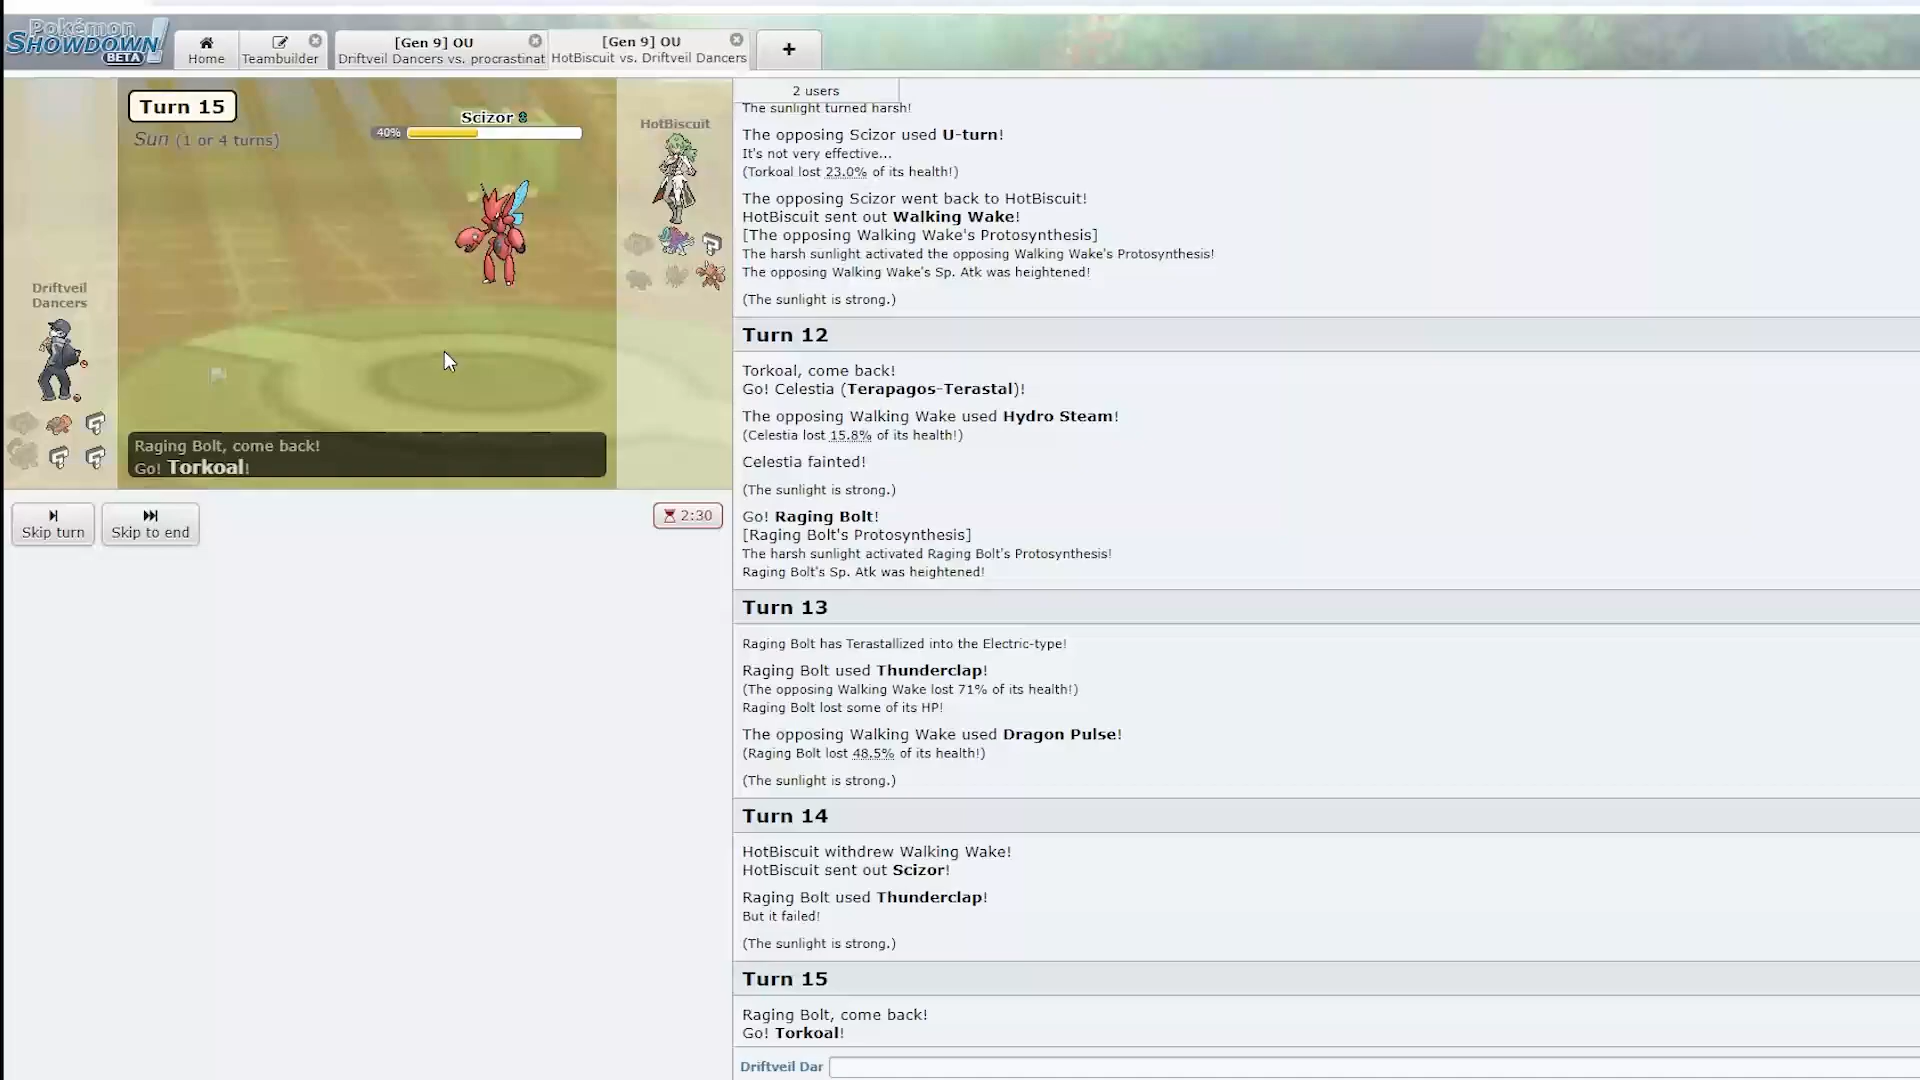 Pokémon
SHOWDOWN!
BETA
Home
Teambuilder
[Gen 9] OU
Driftveil Dancers vs. procrastinat
[Gen 9] OU
HotBiscuit vs. Driftveil Dancers
+
Turn 15
Sun (1 or 4 turns)
Scizor
40%
HotBiscuit
Driftveil
Dancers
Raging Bolt, come back!
Go! Torkoal!
Skip turn
Skip to end
2:30
2 users
The sunlight turned harsh!
The opposing Scizor used U-turn!
It's not very effective...
(Torkoal lost 23.0% of its health!)
The opposing Scizor went back to HotBiscuit!
HotBiscuit sent out Walking Wake!
[The opposing Walking Wake's Protosynthesis]
The harsh sunlight activated the opposing Walking Wake's Protosynthesis!
The opposing Walking Wake's Sp. Atk was heightened!
(The sunlight is strong.)
Turn 12
Torkoal, come back!
Go! Celestia (Terapagos-Terastal)!
The opposing Walking Wake used Hydro Steam!
(Celestia lost 15.8% of its health!)
Celestia fainted!
(The sunlight is strong.)
Go! Raging Bolt!
[Raging Bolt's Protosynthesis]
The harsh sunlight activated Raging Bolt's Protosynthesis!
Raging Bolt's Sp. Atk was heightened!
Turn 13
Raging Bolt has Terastallized into the Electric-type!
Raging Bolt used Thunderclap!
(The opposing Walking Wake lost 71% of its health!)
Raging Bolt lost some of its HP!
The opposing Walking Wake used Dragon Pulse!
(Raging Bolt lost 48.5% of its health!)
(The sunlight is strong.)
Turn 14
HotBiscuit withdrew Walking Wake!
HotBiscuit sent out Scizor!
Raging Bolt used Thunderclap!
But it failed!
(The sunlight is strong.)
Turn 15
Raging Bolt, come back!
Go! Torkoal!
Driftveil Dar